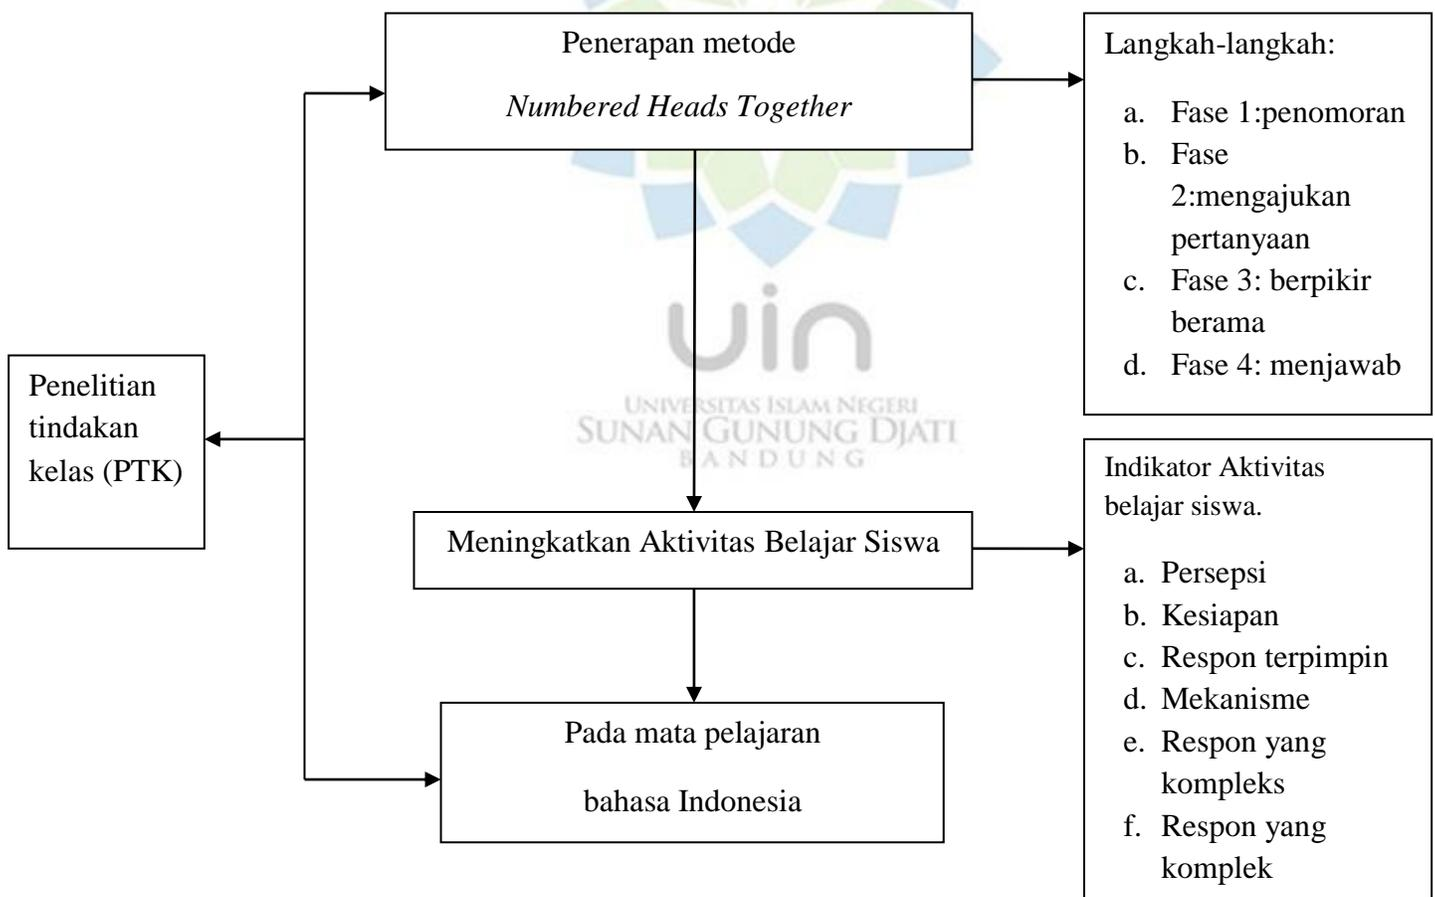 Penerapan metode
Numbered Heads Together
Langkah-langkah:
a. Fase 1:penomoran
b. Fase
2:mengajukan
pertanyaan
c. Fase 3: berpikir
berama
d. Fase 4: menjawab
uin
UNIVERSITAS ISLAM NEGERI
SUNAN GUNUNG DJATI
BANDUNG
Penelitian
tindakan
kelas (PTK)
Meningkatkan Aktivitas Belajar Siswa
Indikator Aktivitas
belajar siswa.
a. Persepsi
b. Kesiapan
c. Respon terpimpin
d. Mekanisme
e. Respon yang
kompleks
f. Respon yang
komplek
Pada mata pelajaran
bahasa Indonesia